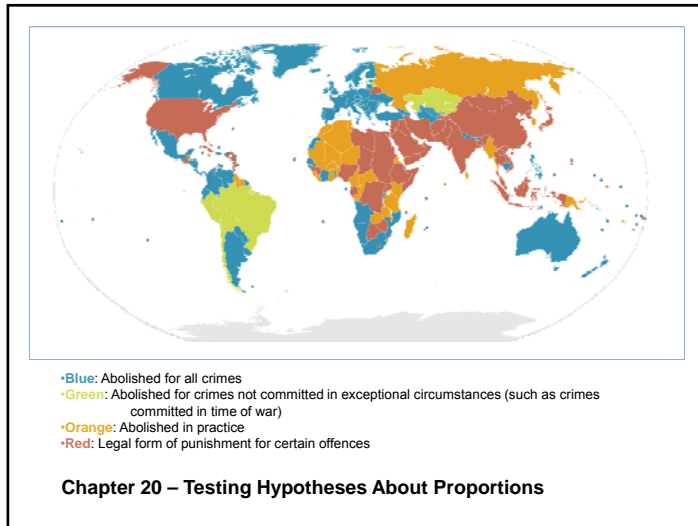 •Blue: Abolished for all crimes
•Green: Abolished for crimes not committed in exceptional circumstances (such as crimes
committed in time of war)
•Orange: Abolished in practice
•Red: Legal form of punishment for certain offences
Chapter 20 – Testing Hypotheses About Proportions